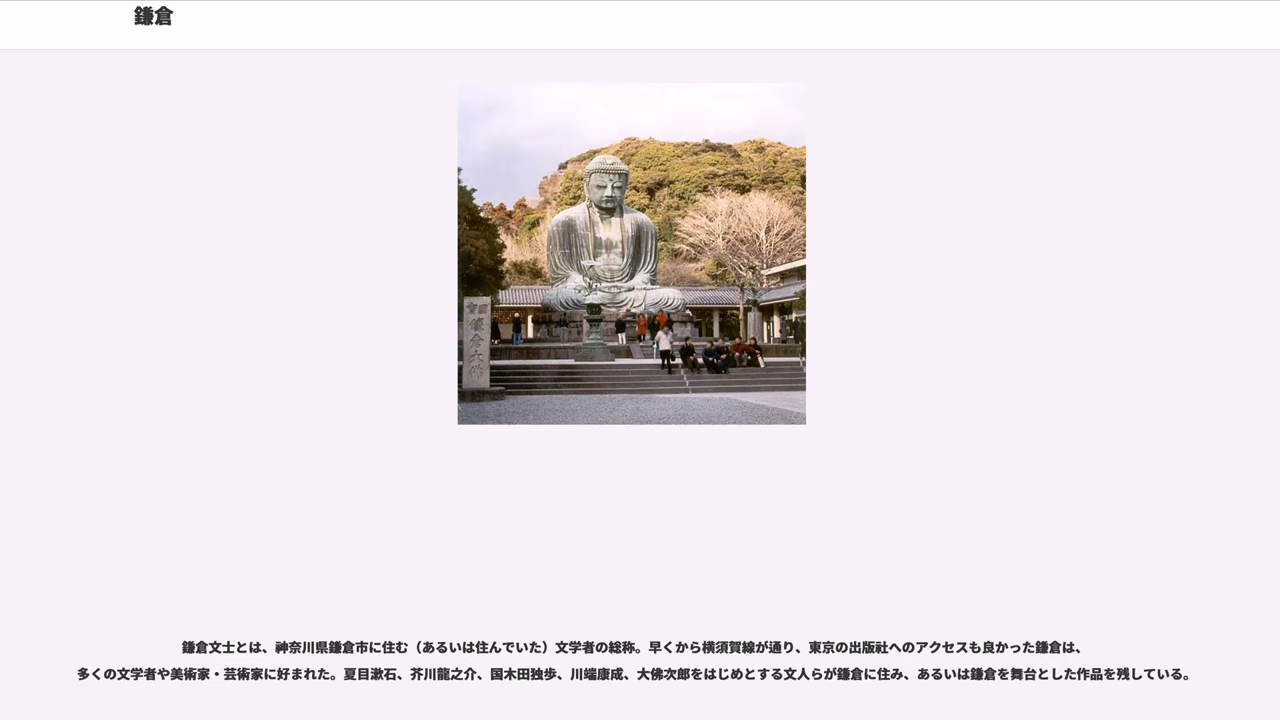 鎌倉
鎌倉大佛
鎌倉文士とは、神奈川県鎌倉市に住む（あるいは住んでいた）文学者の総称。早くから横須賀線が通り、東京の出版社へのアクセスも良かった鎌倉は、
多くの文学者や美術家・芸術家に好まれた。夏目漱石、芥川龍之介、国木田独歩、川端康成、大佛次郎をはじめとする文人らが鎌倉に住み、あるいは鎌倉を舞台とした作品を残している。